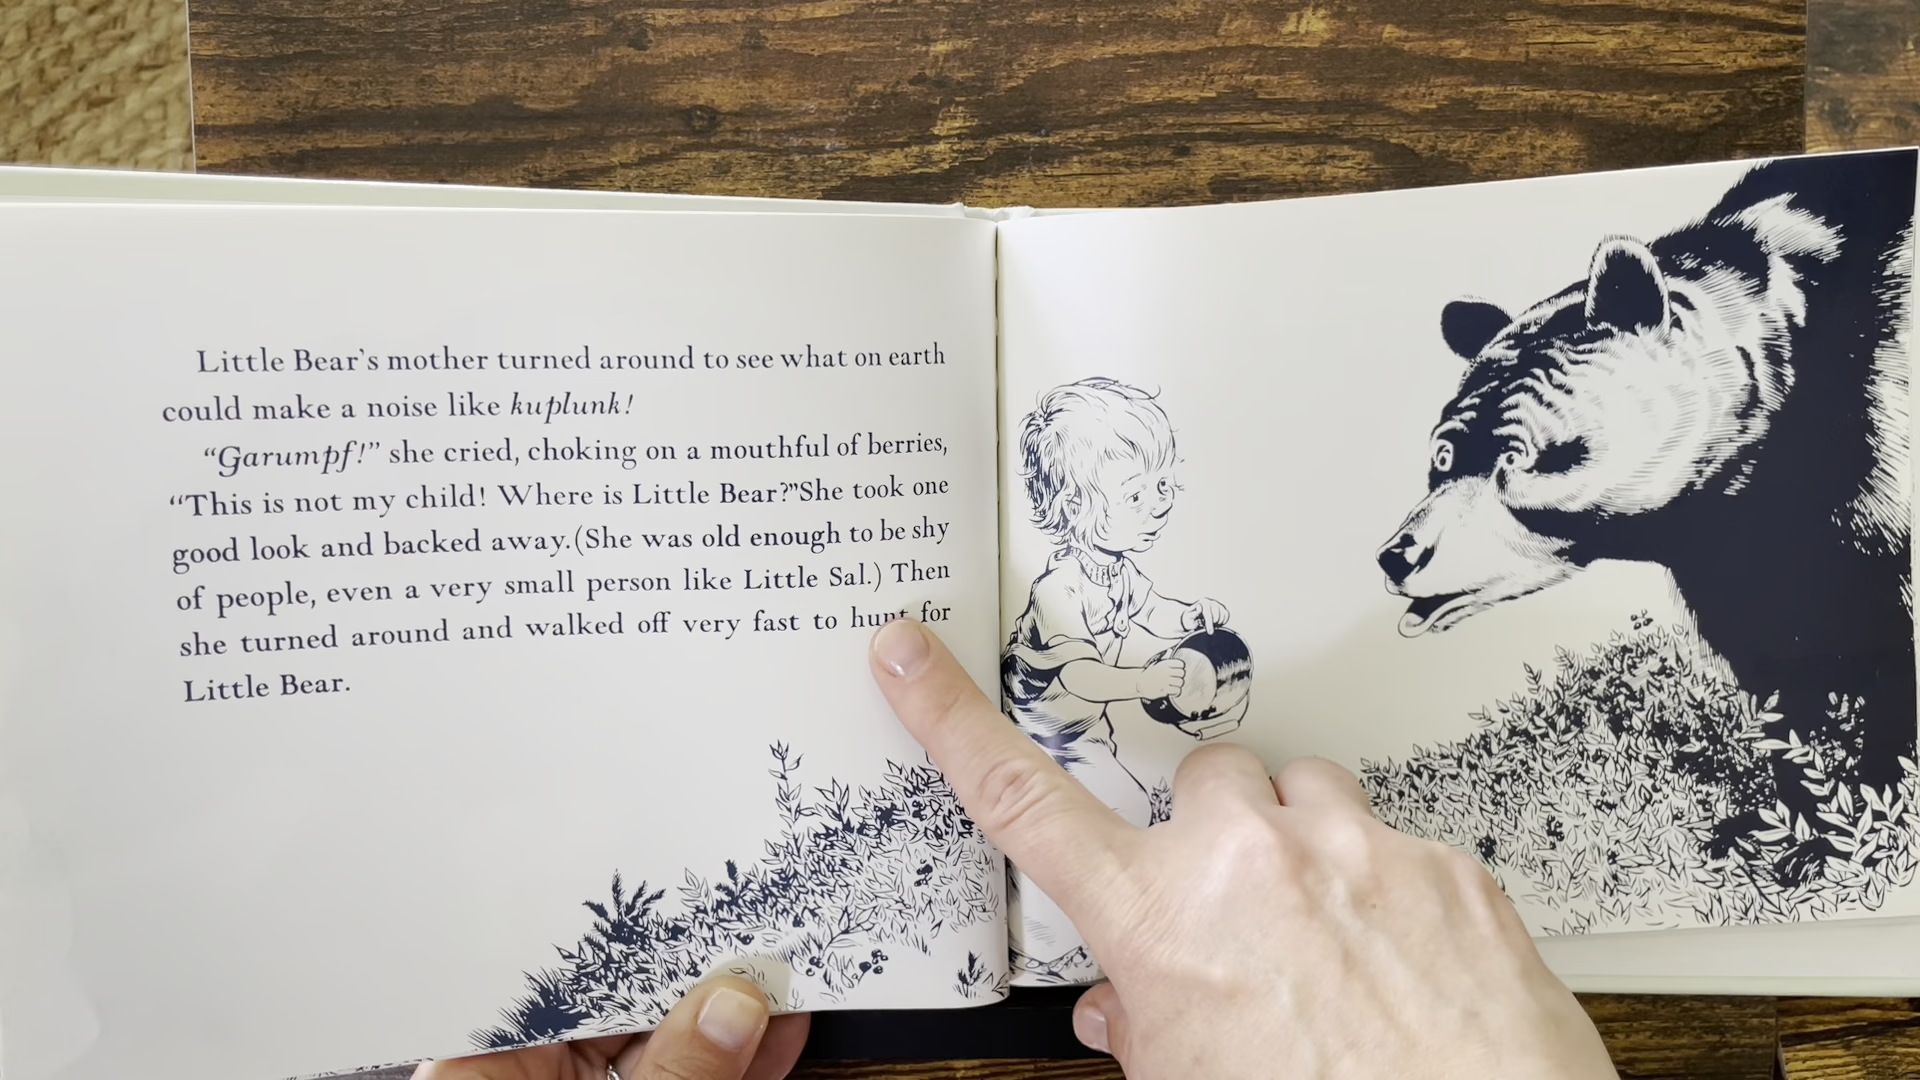 Little Bear's mother turned around to see what on earth
could make a noise like kuplunk!
“Garumpf!” she cried, choking on a mouthful of berries,
“This is not my child! Where is Little Bear?”She took one
good look and backed away.(She was old enough to be shy
of people, even a very small person like Little Sal.) Then
she turned around and walked off very fast to hunt for
Little Bear.